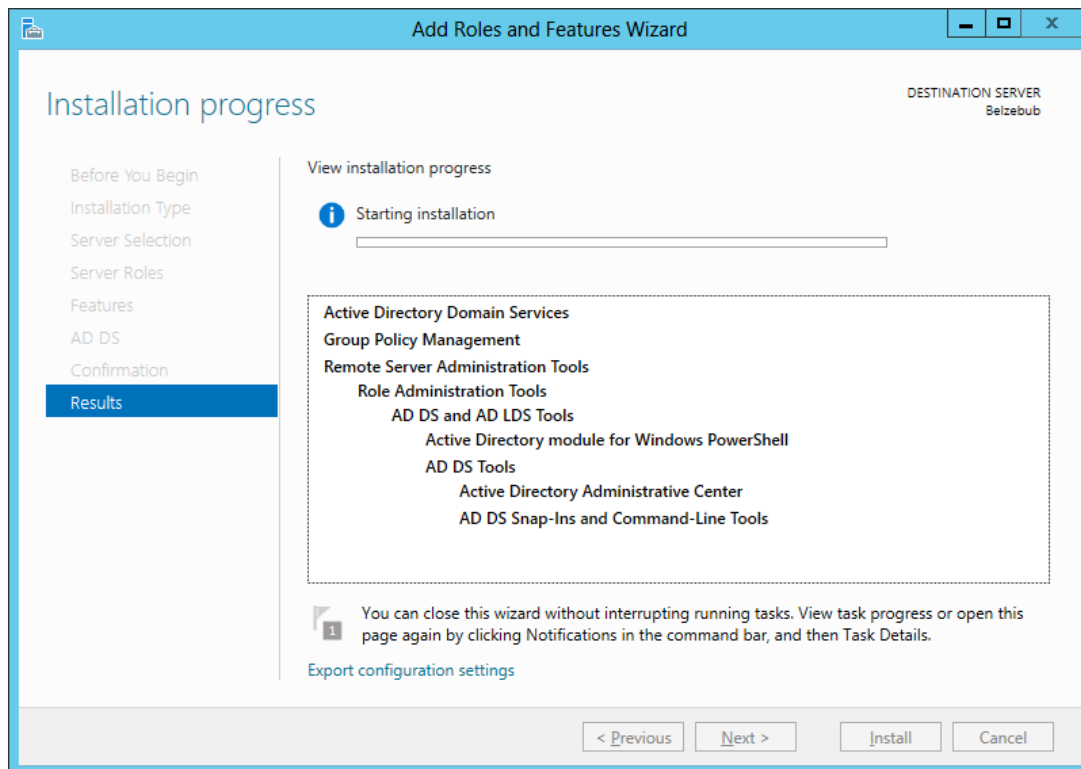 Add Roles and Features Wizard
Installation progress
DESTINATION SERVER
Belzebub
Before You Begin
Installation Type
Server Selection
Server Roles
Features
AD DS
Confirmation
Results
View installation progress
Starting installation
Active Directory Domain Services
Group Policy Management
Remote Server Administration Tools
Role Administration Tools
AD DS and AD LDS Tools
Active Directory module for Windows PowerShell
AD DS Tools
Active Directory Administrative Center
AD DS Snap-Ins and Command-Line Tools
1
You can close this wizard without interrupting running tasks. View task progress or open this
page again by clicking Notifications in the command bar, and then Task Details.
Export configuration settings
< Previous
Next >
Install
Cancel